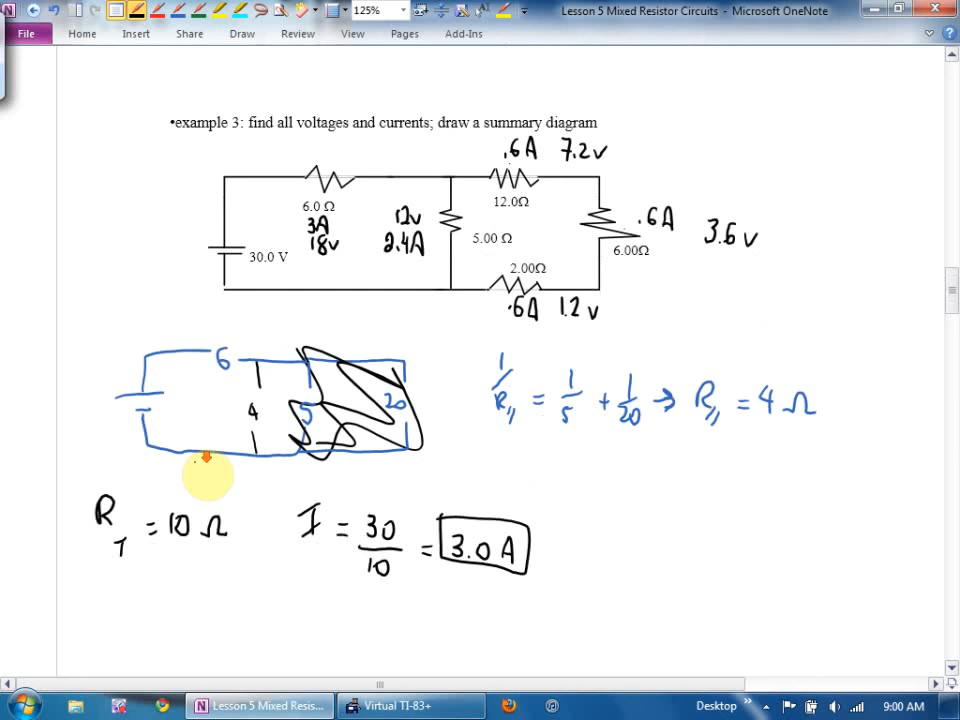 125% Lesson 5 Mixed Resistor Circuits - Microsoft OneNote
File Home Insert Share Draw Review View Pages Add-Ins
•example 3: find all voltages and currents; draw a summary diagram
.6A 7.2v
12.0Ω
6.0 Ω
3A
18v
12v
2.4A
5.00 Ω
.6A
6.00Ω
3.6v
30.0 V
2.00Ω
.6A 1.2v
6
4
5
20
1/R// = 1/5 + 1/20 → R// = 4 Ω
RT = 10 Ω
I = 30/10 = 3.0 A
Lesson 5 Mixed Resis... Virtual TI-83+ Desktop » 9:00 AM